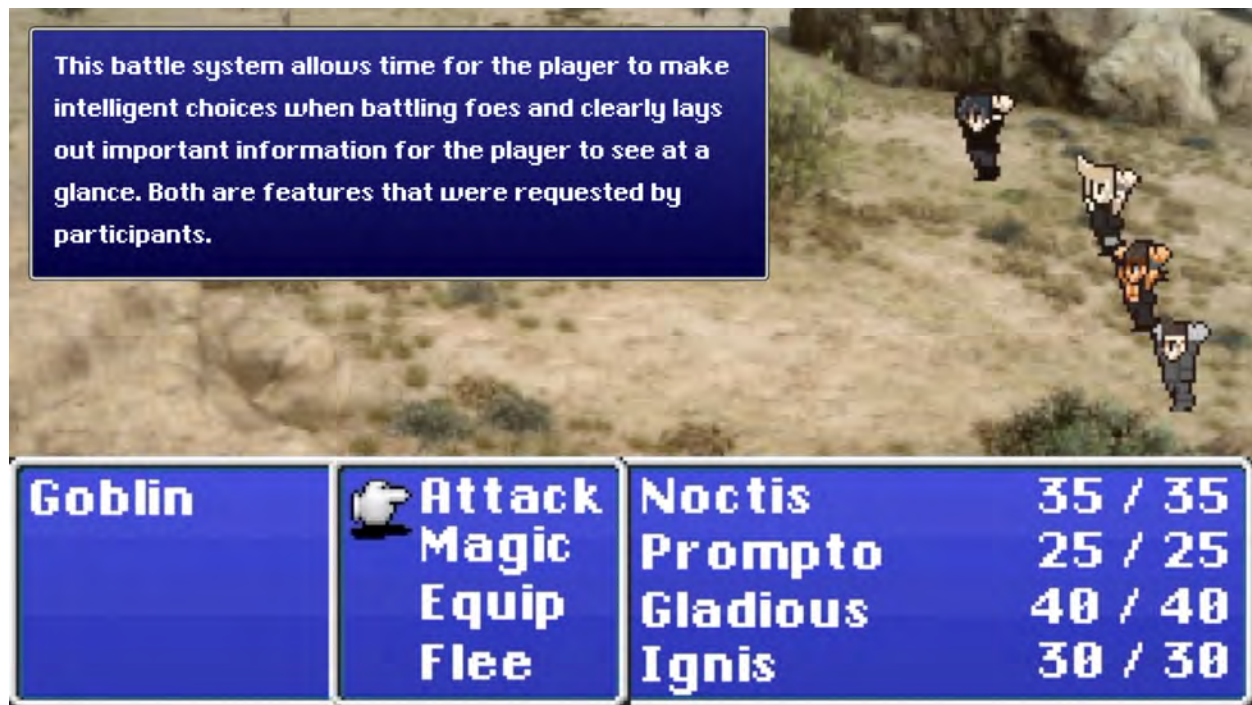 This battle system allows time for the player to make
intelligent choices when battling foes and clearly lays
out important information for the player to see at a
glance. Both are features that were requested by
participants.
Goblin
Attack
Magic
Equip
Flee
Noctis 35 / 35
Prompto 25 / 25
Gladious 40 / 40
Ignis 30 / 30